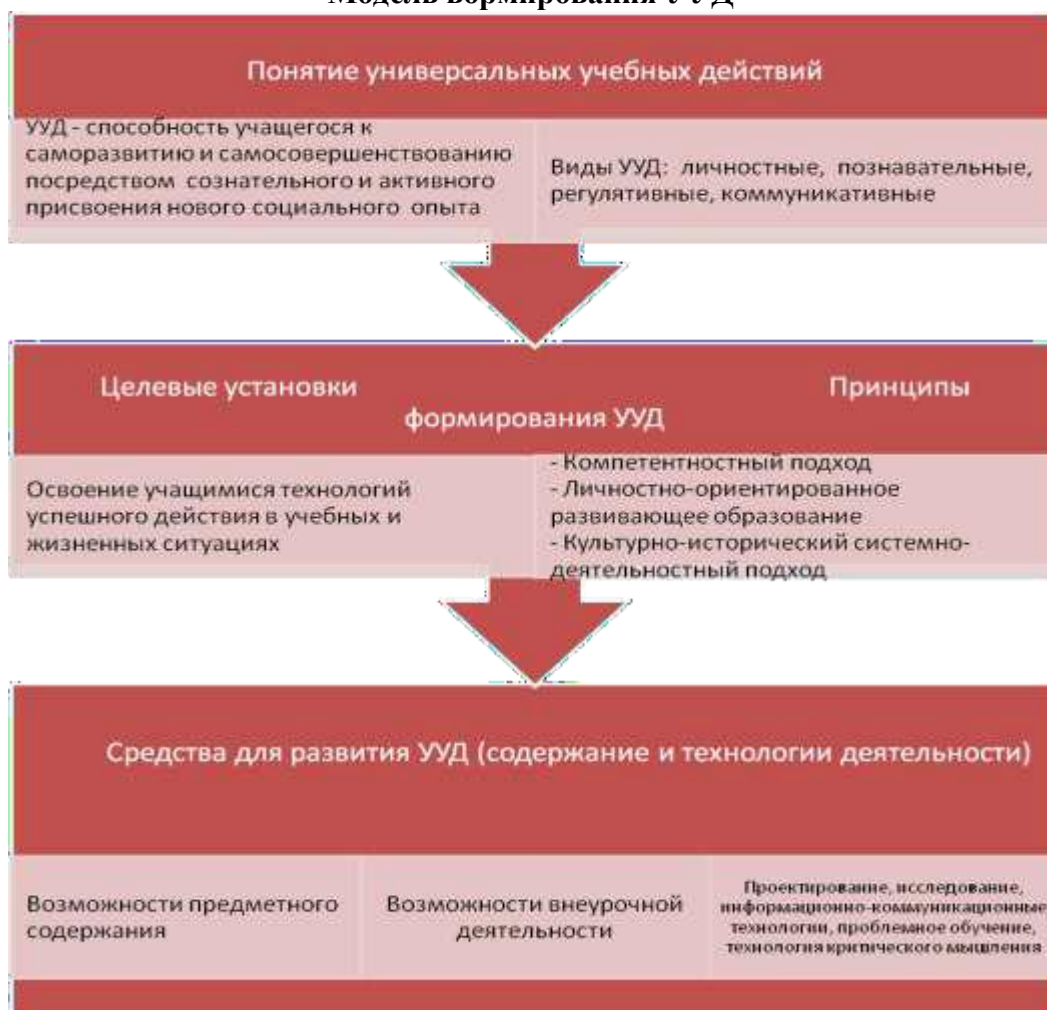 Модель вормирования УУД
Понятие универсальных учебных действий
УУД - способность учащегося к
саморазвитию и самосовершенствованию
посредством сознательного и активного
присвоения нового социального опыта
Виды УУД: личностные, познавательные,
регулятивные, коммуникативные
Целевые установки
Принципы
формирования УУД
Освоение учащимися технологий
успешного действия в учебных и
жизненных ситуациях
- Компетентностный подход
- Личностно-ориентированное
развивающее образование
- Культурно-исторический системно-
деятельностный подход
Средства для развития УУД (содержание и технологии деятельности)
Возможности предметного
содержания
Возможности внеурочной
деятельности
Проектирование, исследование,
информационно-коммуникационные
технологии, проблемное обучение,
технология критического мышления